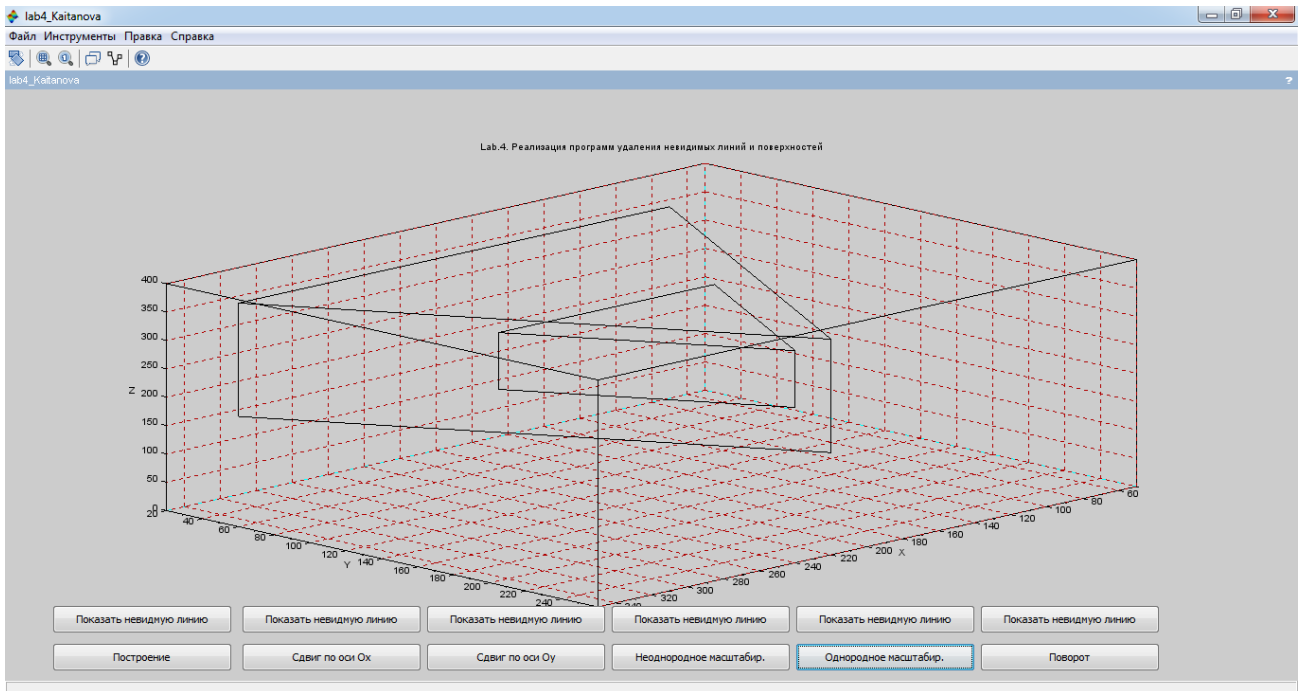 lab4_Kaitanova
Файл Инструменты Правка Справка
lab4_Kaitanova
?
Lab.4. Реализация программ удаления невидимых линий и поверхностей
400
350
300
250
Z 200
150
100
50
0
20 40 60 80 100 120 140 160 180 200 220 240
Y
340 320 300 280 260 240 220 200 180 160 140 120 100 80 60
X
Показать невидмую линию Показать невидмую линию Показать невидмую линию Показать невидмую линию Показать невидмую линию Показать невидмую линию
Построение Сдвиг по оси Ox Сдвиг по оси Oy Неоднородное масштабир. Однородное масштабир. Поворот